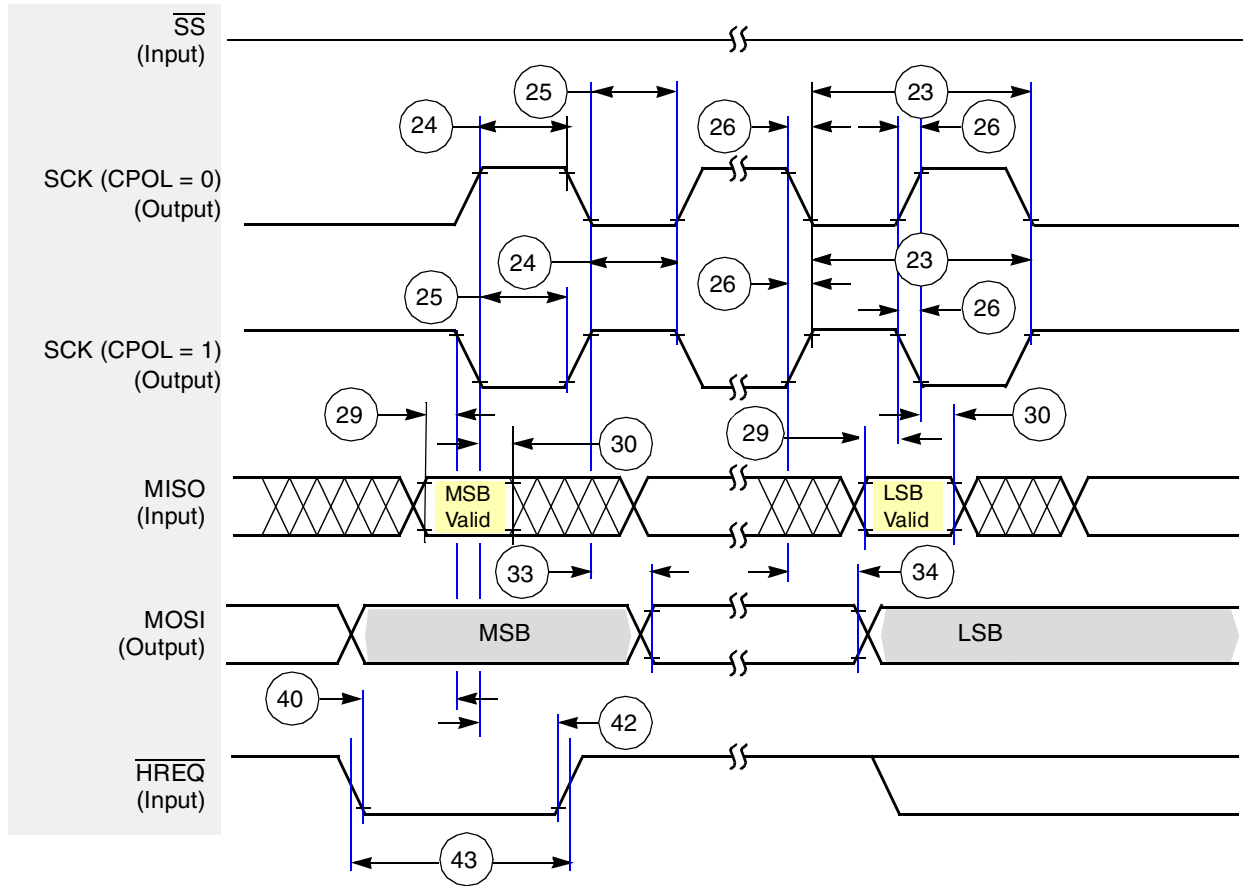 SS
(Input)
25
23
24
26
26
SCK (CPOL = 0)
(Output)
24
23
25
26
26
SCK (CPOL = 1)
(Output)
29
30
29
30
MISO
(Input)
MSB
Valid
LSB
Valid
33
34
MOSI
(Output)
MSB
LSB
40
42
HREQ
(Input)
43